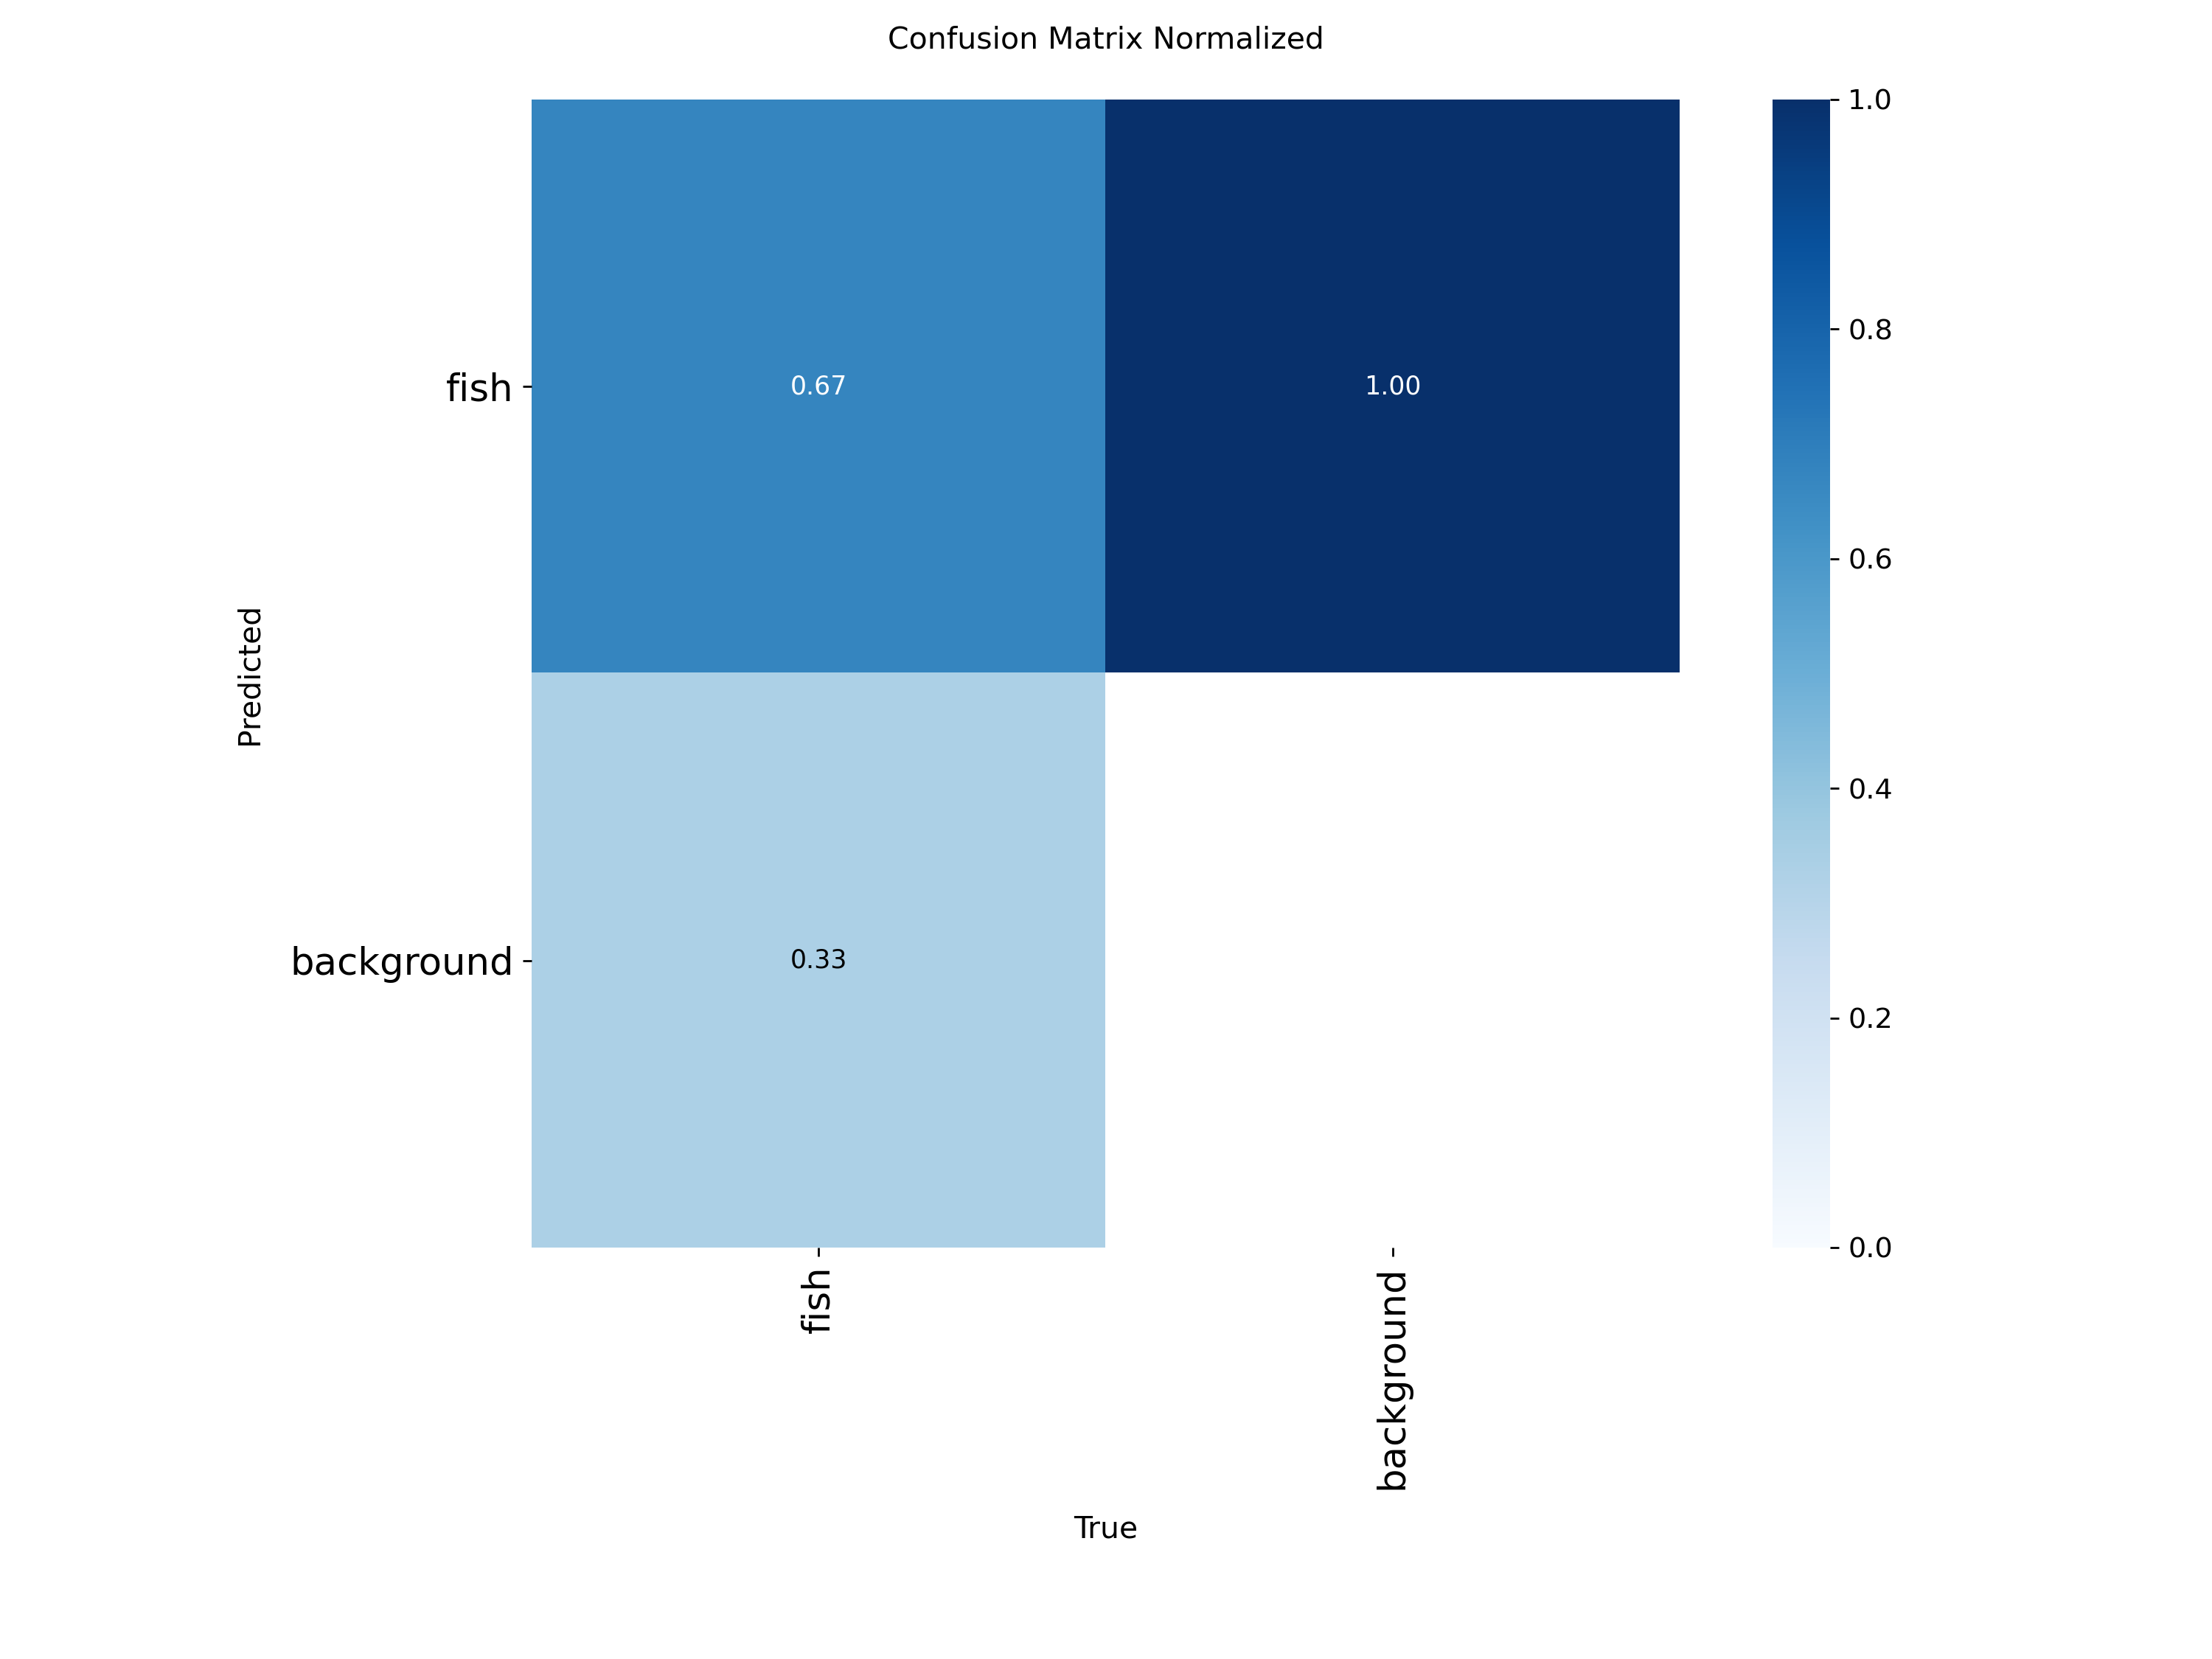 Confusion Matrix Normalized
1.0
fish
0.67
1.00
0.8
0.6
Predicted
0.4
background
0.33
0.2
0.0
fish
background
True